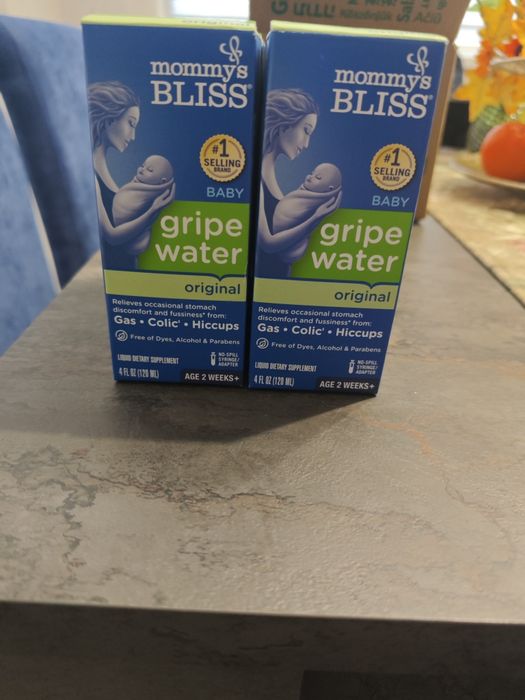 mommy's
BLISS®
#1
SELLING
BRAND
BABY
gripe
water
original
Relieves occasional stomach
discomfort and fussiness* from:
Gas • Colic† • Hiccups
Free of Dyes, Alcohol & Parabens
LIQUID DIETARY SUPPLEMENT
4 FL OZ (120 ML)
NO-SPILL
SYRINGE/
ADAPTER
AGE 2 WEEKS+
mommy's
BLISS®
#1
SELLING
BRAND
BABY
gripe
water
original
Relieves occasional stomach
discomfort and fussiness* from:
Gas • Colic† • Hiccups
Free of Dyes, Alcohol & Parabens
LIQUID DIETARY SUPPLEMENT
4 FL OZ (120 ML)
NO-SPILL
SYRINGE/
ADAPTER
AGE 2 WEEKS+